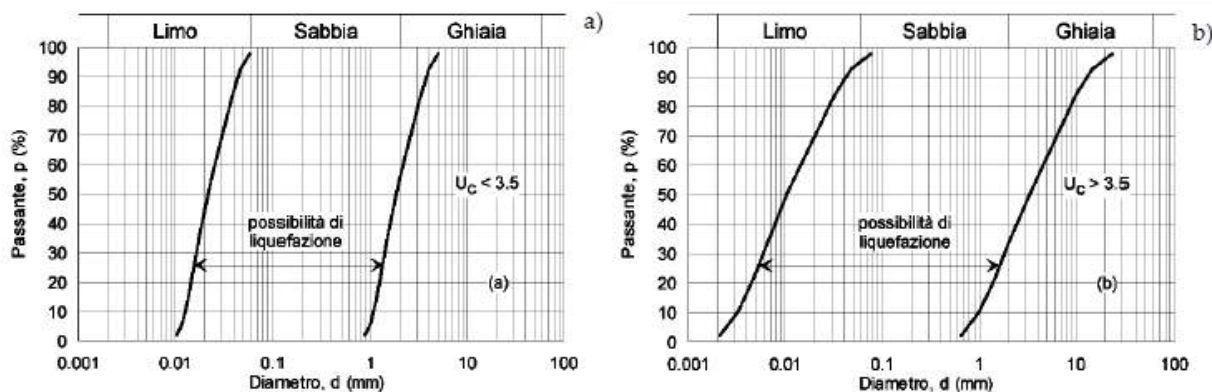 a)
Limo Sabbia Ghiaia
100
90
80
70
60
50
40
30
20
10
0
Passante, p (%)
U_C < 3.5
possibilità di
liquefazione
(a)
0.001 0.01 0.1 1 10 100
Diametro, d (mm)
b)
Limo Sabbia Ghiaia
100
90
80
70
60
50
40
30
20
10
0
Passante, p (%)
U_C > 3.5
possibilità di
liquefazione
(b)
0.001 0.01 0.1 1 10 100
Diametro, d (mm)